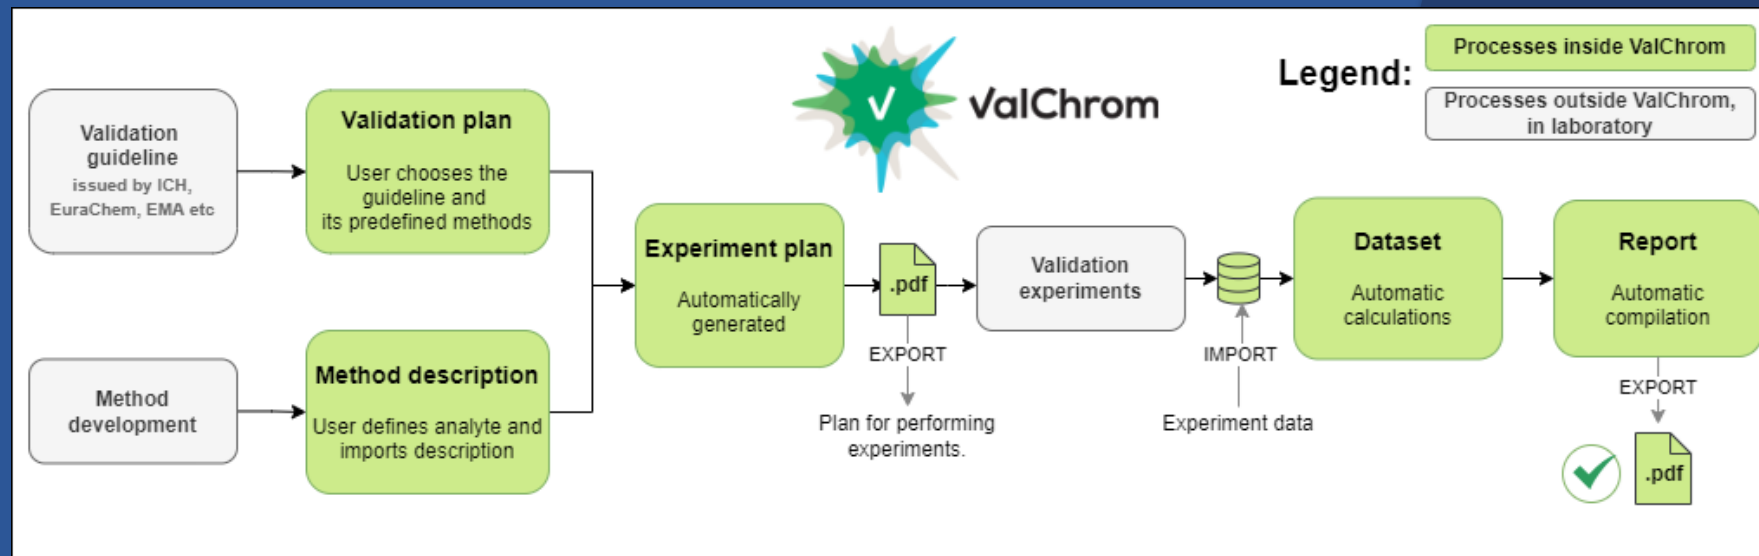 ValChrom
Legend:
Processes inside ValChrom
Processes outside ValChrom,
in laboratory
Validation
guideline
issued by ICH,
EuraChem, EMA etc
Validation plan
User chooses the
guideline and
its predefined methods
Method
development
Method description
User defines analyte and
imports description
Experiment plan
Automatically
generated
.pdf
EXPORT
Plan for performing
experiments.
Validation
experiments
IMPORT
Experiment data
Dataset
Automatic
calculations
Report
Automatic
compilation
EXPORT
.pdf